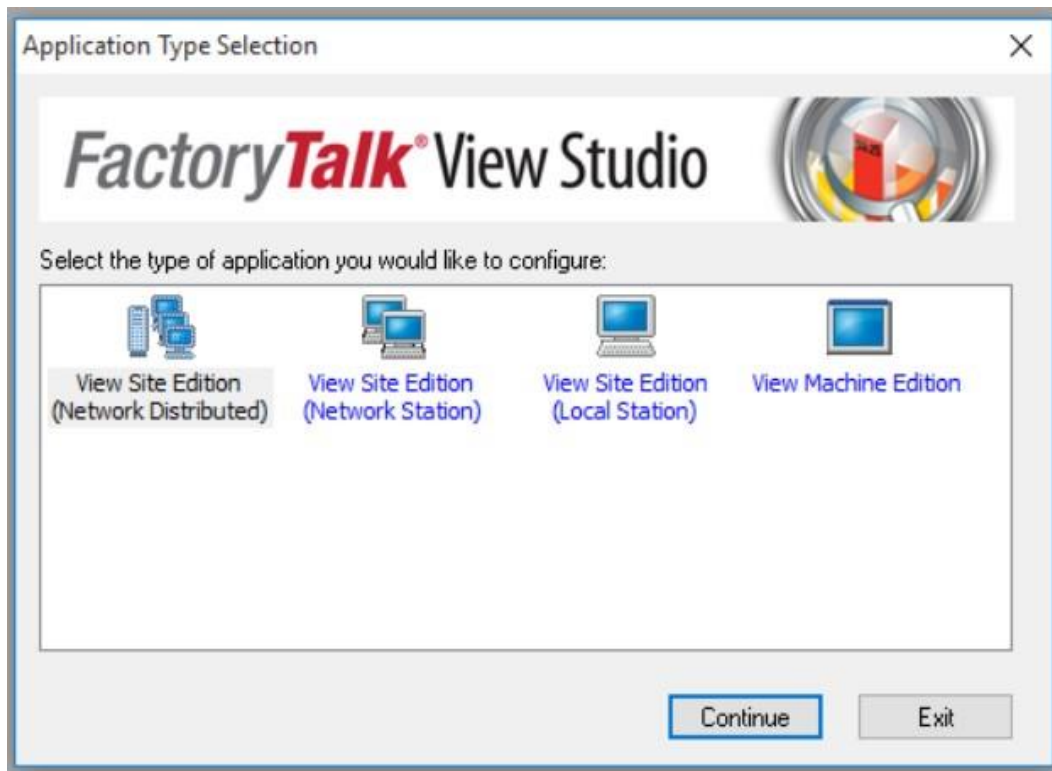 Application Type Selection
FactoryTalk® View Studio
Select the type of application you would like to configure:
View Site Edition
(Network Distributed)
View Site Edition
(Network Station)
View Site Edition
(Local Station)
View Machine Edition
Continue
Exit